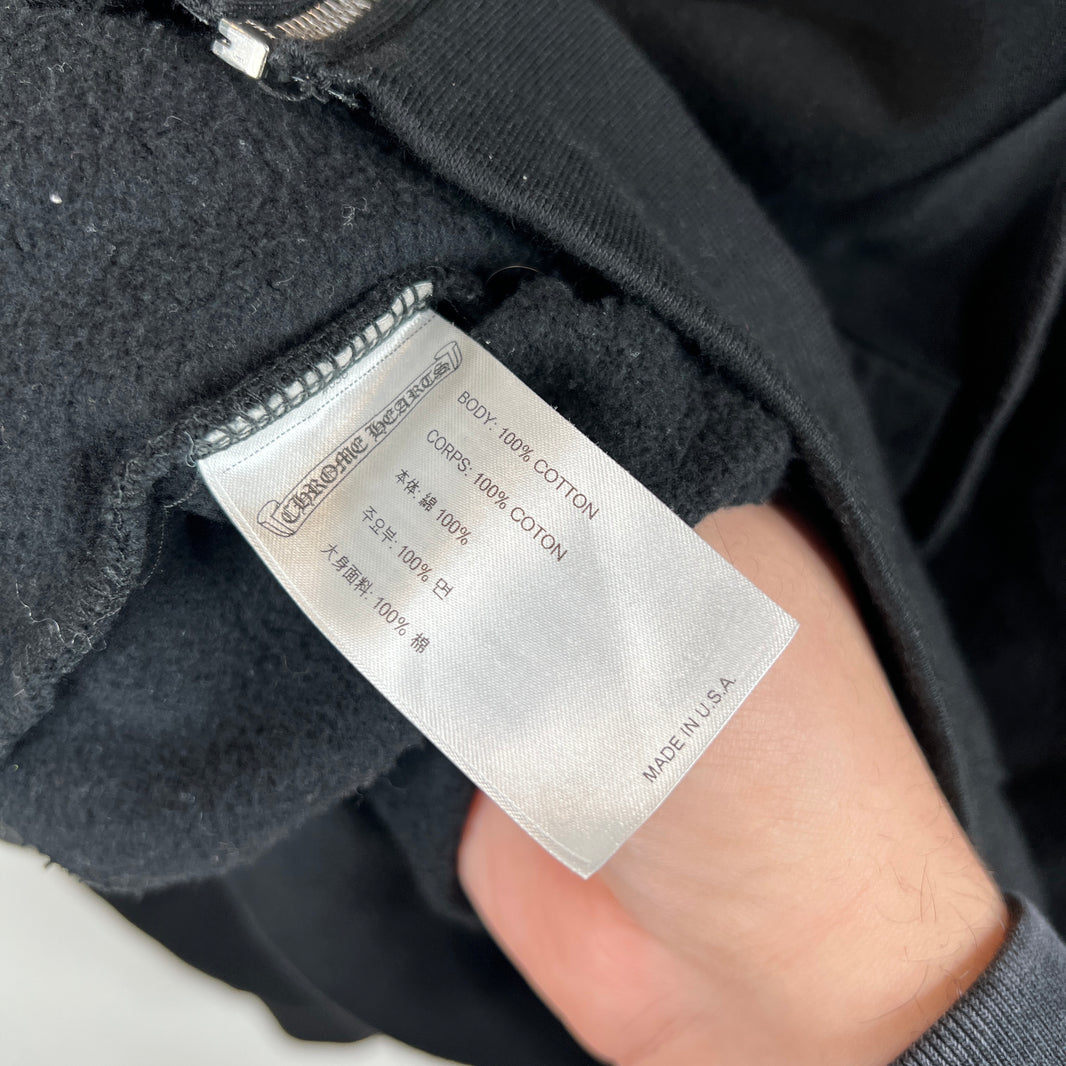 CHROME HEARTS
BODY: 100% COTTON
CORPS: 100% COTON
本体: 綿 100%
주요부: 100% 면
大身面料: 100% 棉
MADE IN U.S.A.